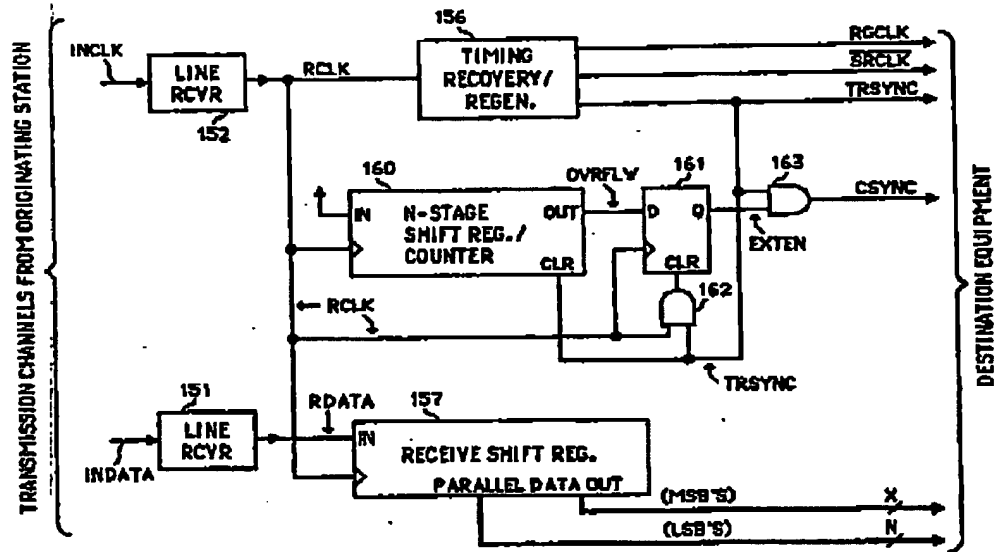 TRANSMISSION CHANNELS FROM ORIGINATING STATION
156
INCLK
LINE
RCVR
152
RCLK
TIMING
RECOVERY/
REGEN.
RGCLK
SRCLK
TRSYNC
160
IN
N-STAGE
SHIFT REG./
COUNTER
OUT
CLR
OVRFLW
161
D
Q
CLR
163
CSYNC
EXTEN
162
RCLK
TRSYNC
151
LINE
RCVR
INDATA
RDATA
157
IN
RECEIVE SHIFT REG.
PARALLEL DATA OUT
(MSB'S)
X
(LSB'S)
N
DESTINATION EQUIPMENT